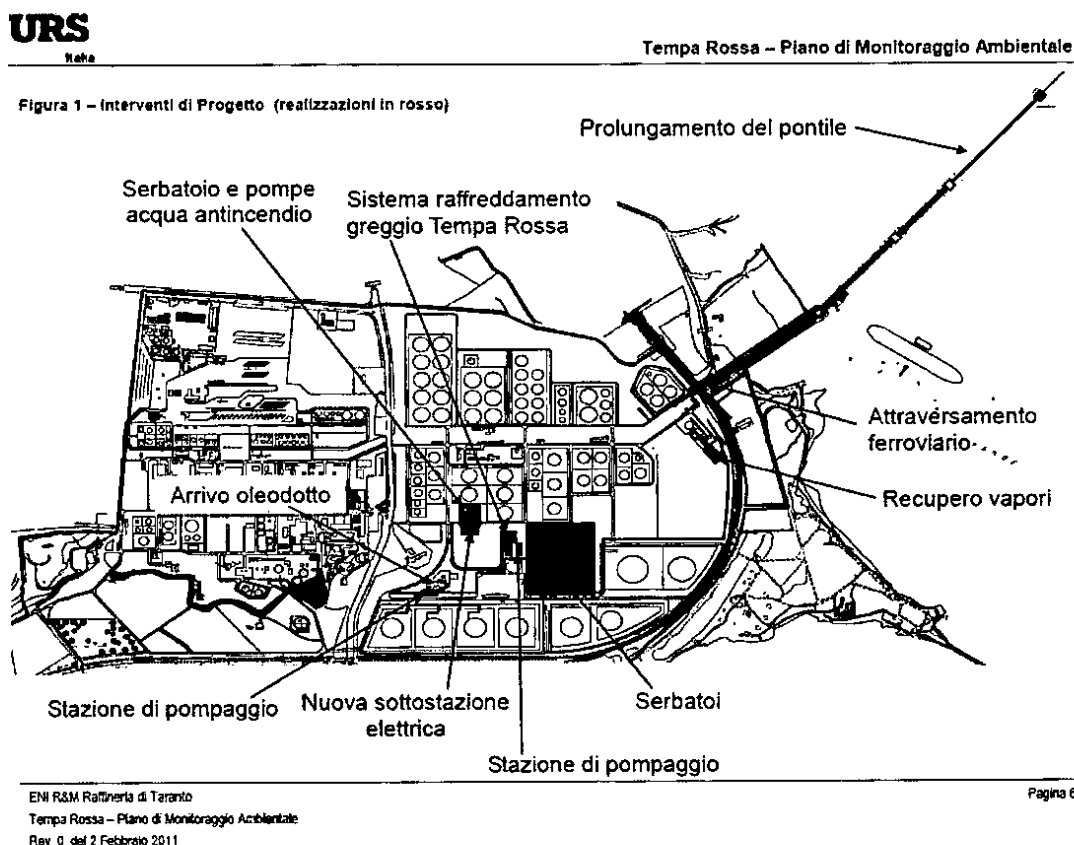 URS
Italia
Tempa Rossa – Piano di Monitoraggio Ambientale
Figura 1 – Interventi di Progetto (realizzazioni in rosso)
Prolungamento del pontile
Serbatoio e pompe
acqua antincendio
Sistema raffreddamento
greggio Tempa Rossa
Attraversamento
ferroviario
Arrivo oleodotto
Recupero vapori
Stazione di pompaggio
Nuova sottostazione
elettrica
Serbatoi
Stazione di pompaggio
ENI R&M Raffineria di Taranto
Pagina 6
Tempa Rossa – Piano di Monitoraggio Ambientale
Rev. 0 del 2 Febbraio 2011